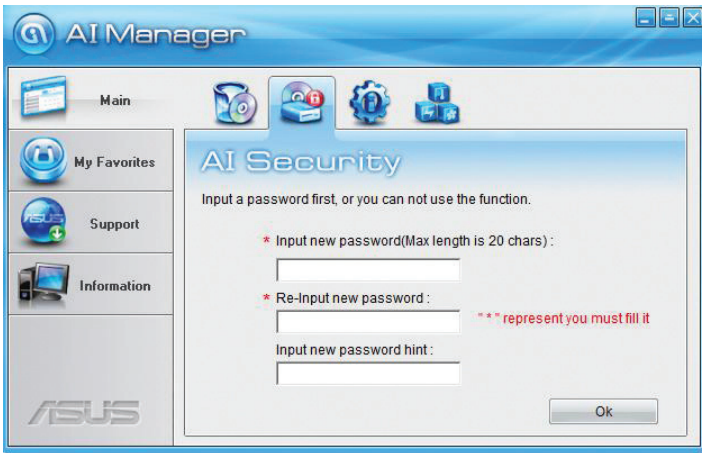 AI Manager
Main
My Favorites
Support
Information
ASUS
AI Security
Input a password first, or you can not use the function.
* Input new password(Max length is 20 chars) :
* Re-Input new password :
" * " represent you must fill it
Input new password hint :
Ok
ASUS